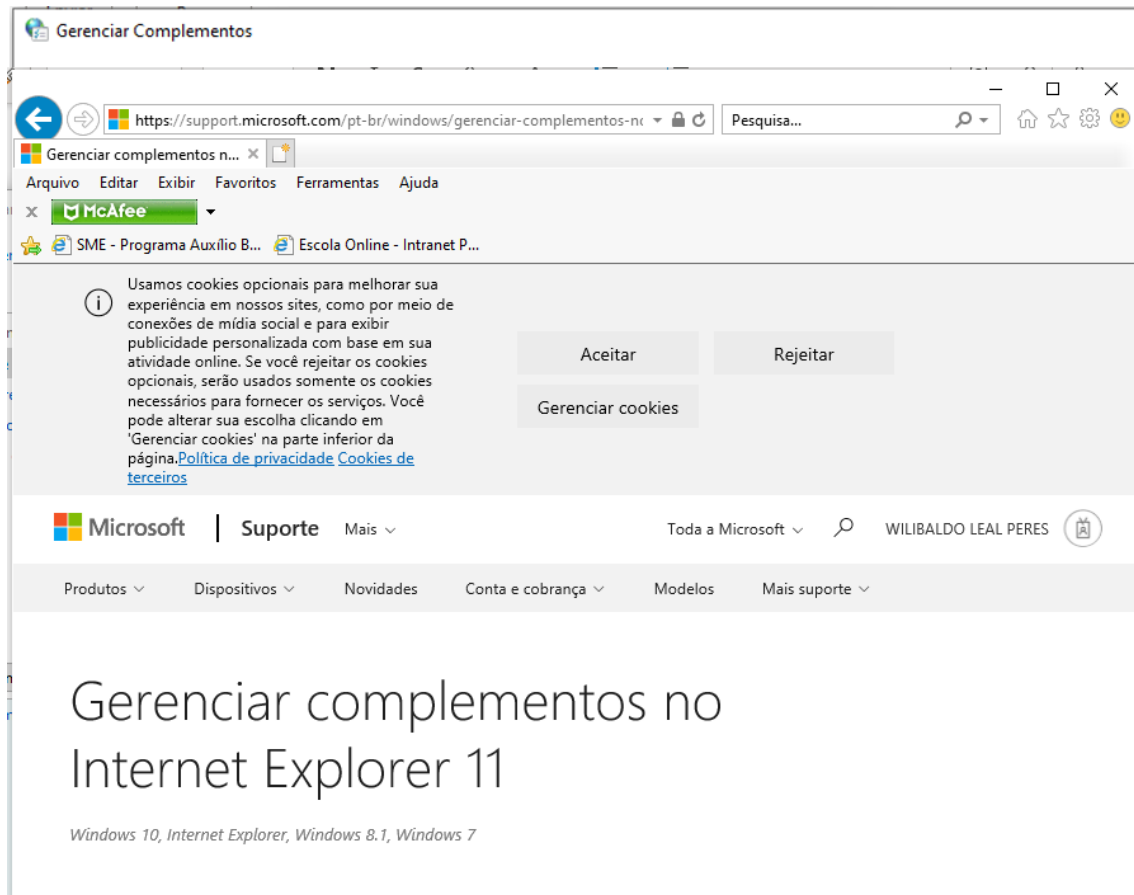 Gerenciar Complementos
https://support.microsoft.com/pt-br/windows/gerenciar-complementos-nc
Pesquisa...
Gerenciar complementos n...
Arquivo Editar Exibir Favoritos Ferramentas Ajuda
McAfee
SME - Programa Auxílio B... Escola Online - Intranet P...
Usamos cookies opcionais para melhorar sua
experiência em nossos sites, como por meio de
conexões de mídia social e para exibir
publicidade personalizada com base em sua
atividade online. Se você rejeitar os cookies
opcionais, serão usados somente os cookies
necessários para fornecer os serviços. Você
pode alterar sua escolha clicando em
'Gerenciar cookies' na parte inferior da
página.Política de privacidade Cookies de
terceiros
Aceitar Rejeitar
Gerenciar cookies
Microsoft Suporte Mais Toda a Microsoft WILIBALDO LEAL PERES
Produtos Dispositivos Novidades Conta e cobrança Modelos Mais suporte
Gerenciar complementos no
Internet Explorer 11
Windows 10, Internet Explorer, Windows 8.1, Windows 7